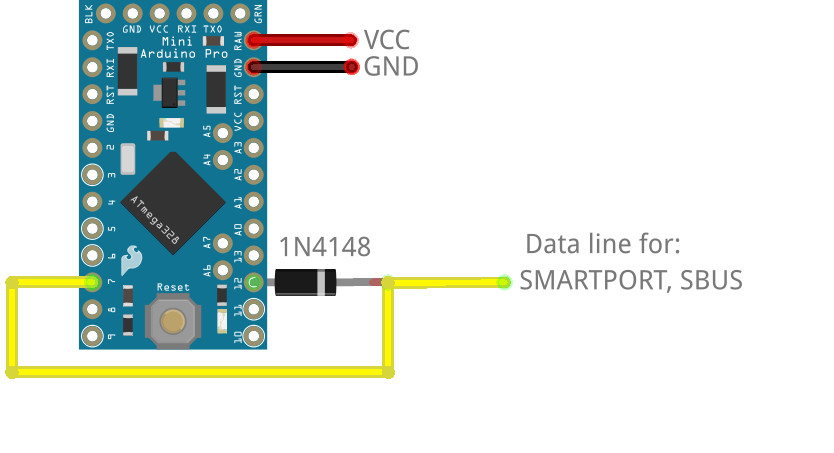 BLK
GRN
GND VCC RXI TXO
Mini
Arduino Pro
TXO
RXI
RST
GND
2
3
4
5
6
7
8
9
RAW
GND
RST
VCC
A3
A2
A1
A0
13
12
11
10
A5
A4
A7
A6
ATmega328
Reset
VCC
GND
1N4148
Data line for:
SMARTPORT, SBUS